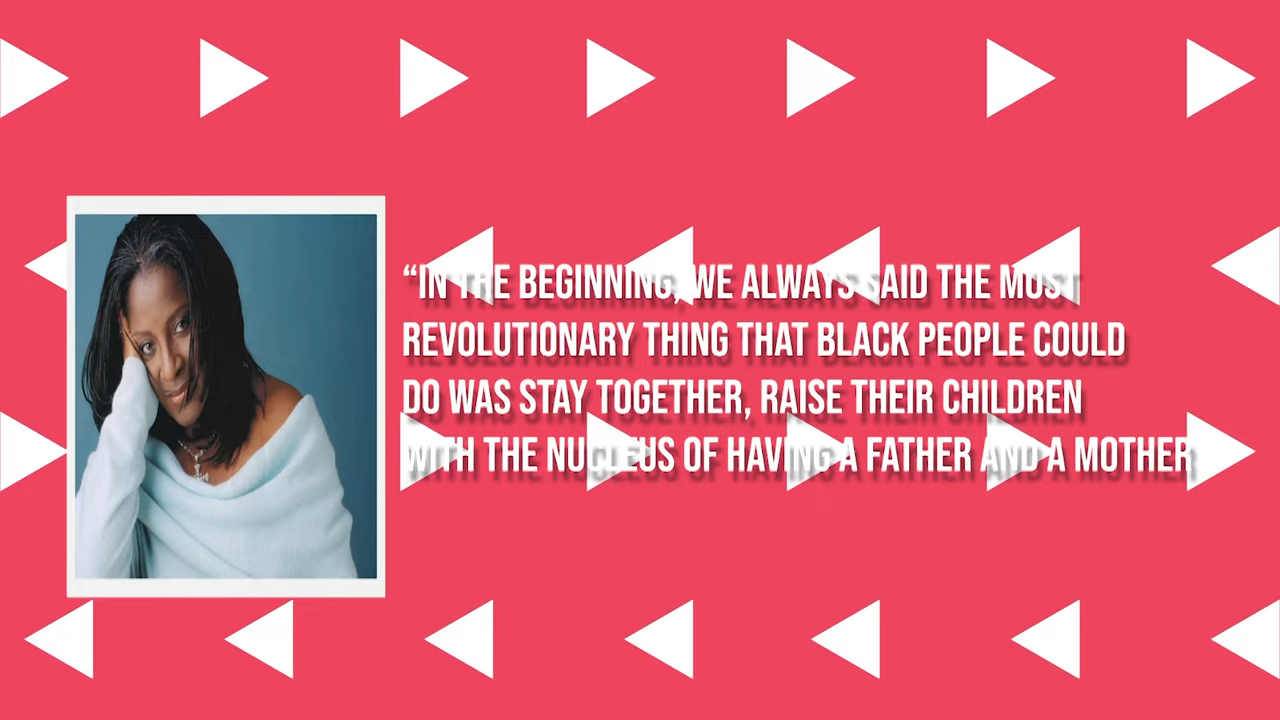 “IN THE BEGINNING, WE ALWAYS SAID THE MOST
REVOLUTIONARY THING THAT BLACK PEOPLE COULD
DO WAS STAY TOGETHER, RAISE THEIR CHILDREN
WITH THE NUCLEUS OF HAVING A FATHER AND A MOTHER